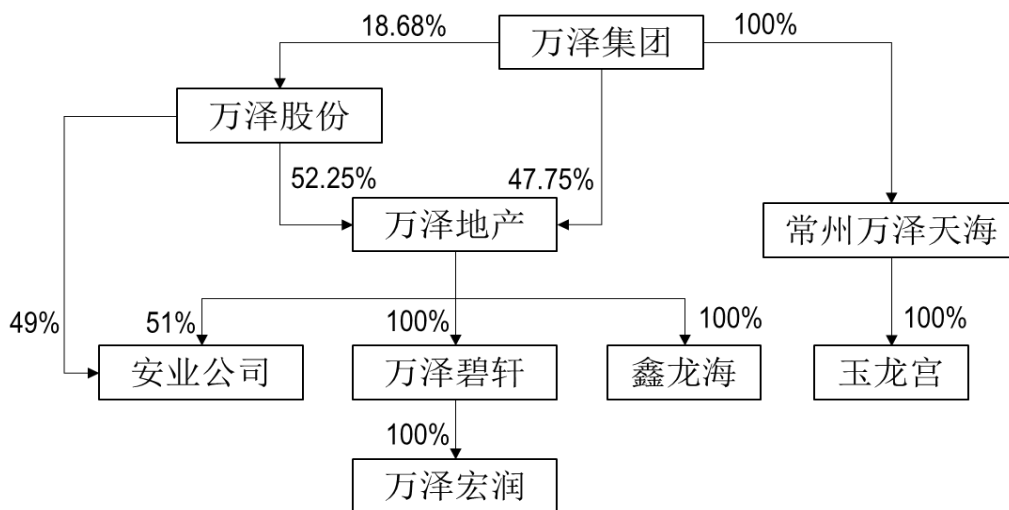 18.68%
万泽集团
100%
万泽股份
52.25%
47.75%
万泽地产
常州万泽天海
49%
51%
100%
100%
100%
安业公司
万泽碧轩
鑫龙海
玉龙宫
100%
万泽宏润